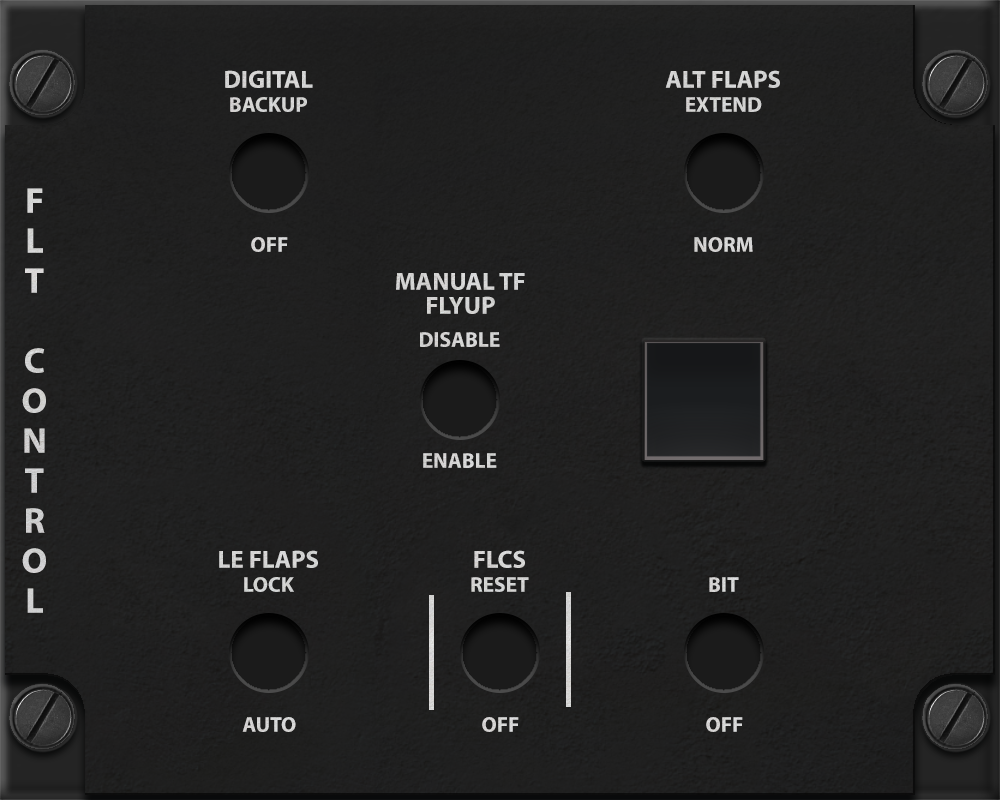 DIGITAL
BACKUP
OFF
ALT FLAPS
EXTEND
NORM
FLT CONTROL
MANUAL TF
FLYUP
DISABLE
ENABLE
LE FLAPS
LOCK
AUTO
FLCS
RESET
OFF
BIT
OFF